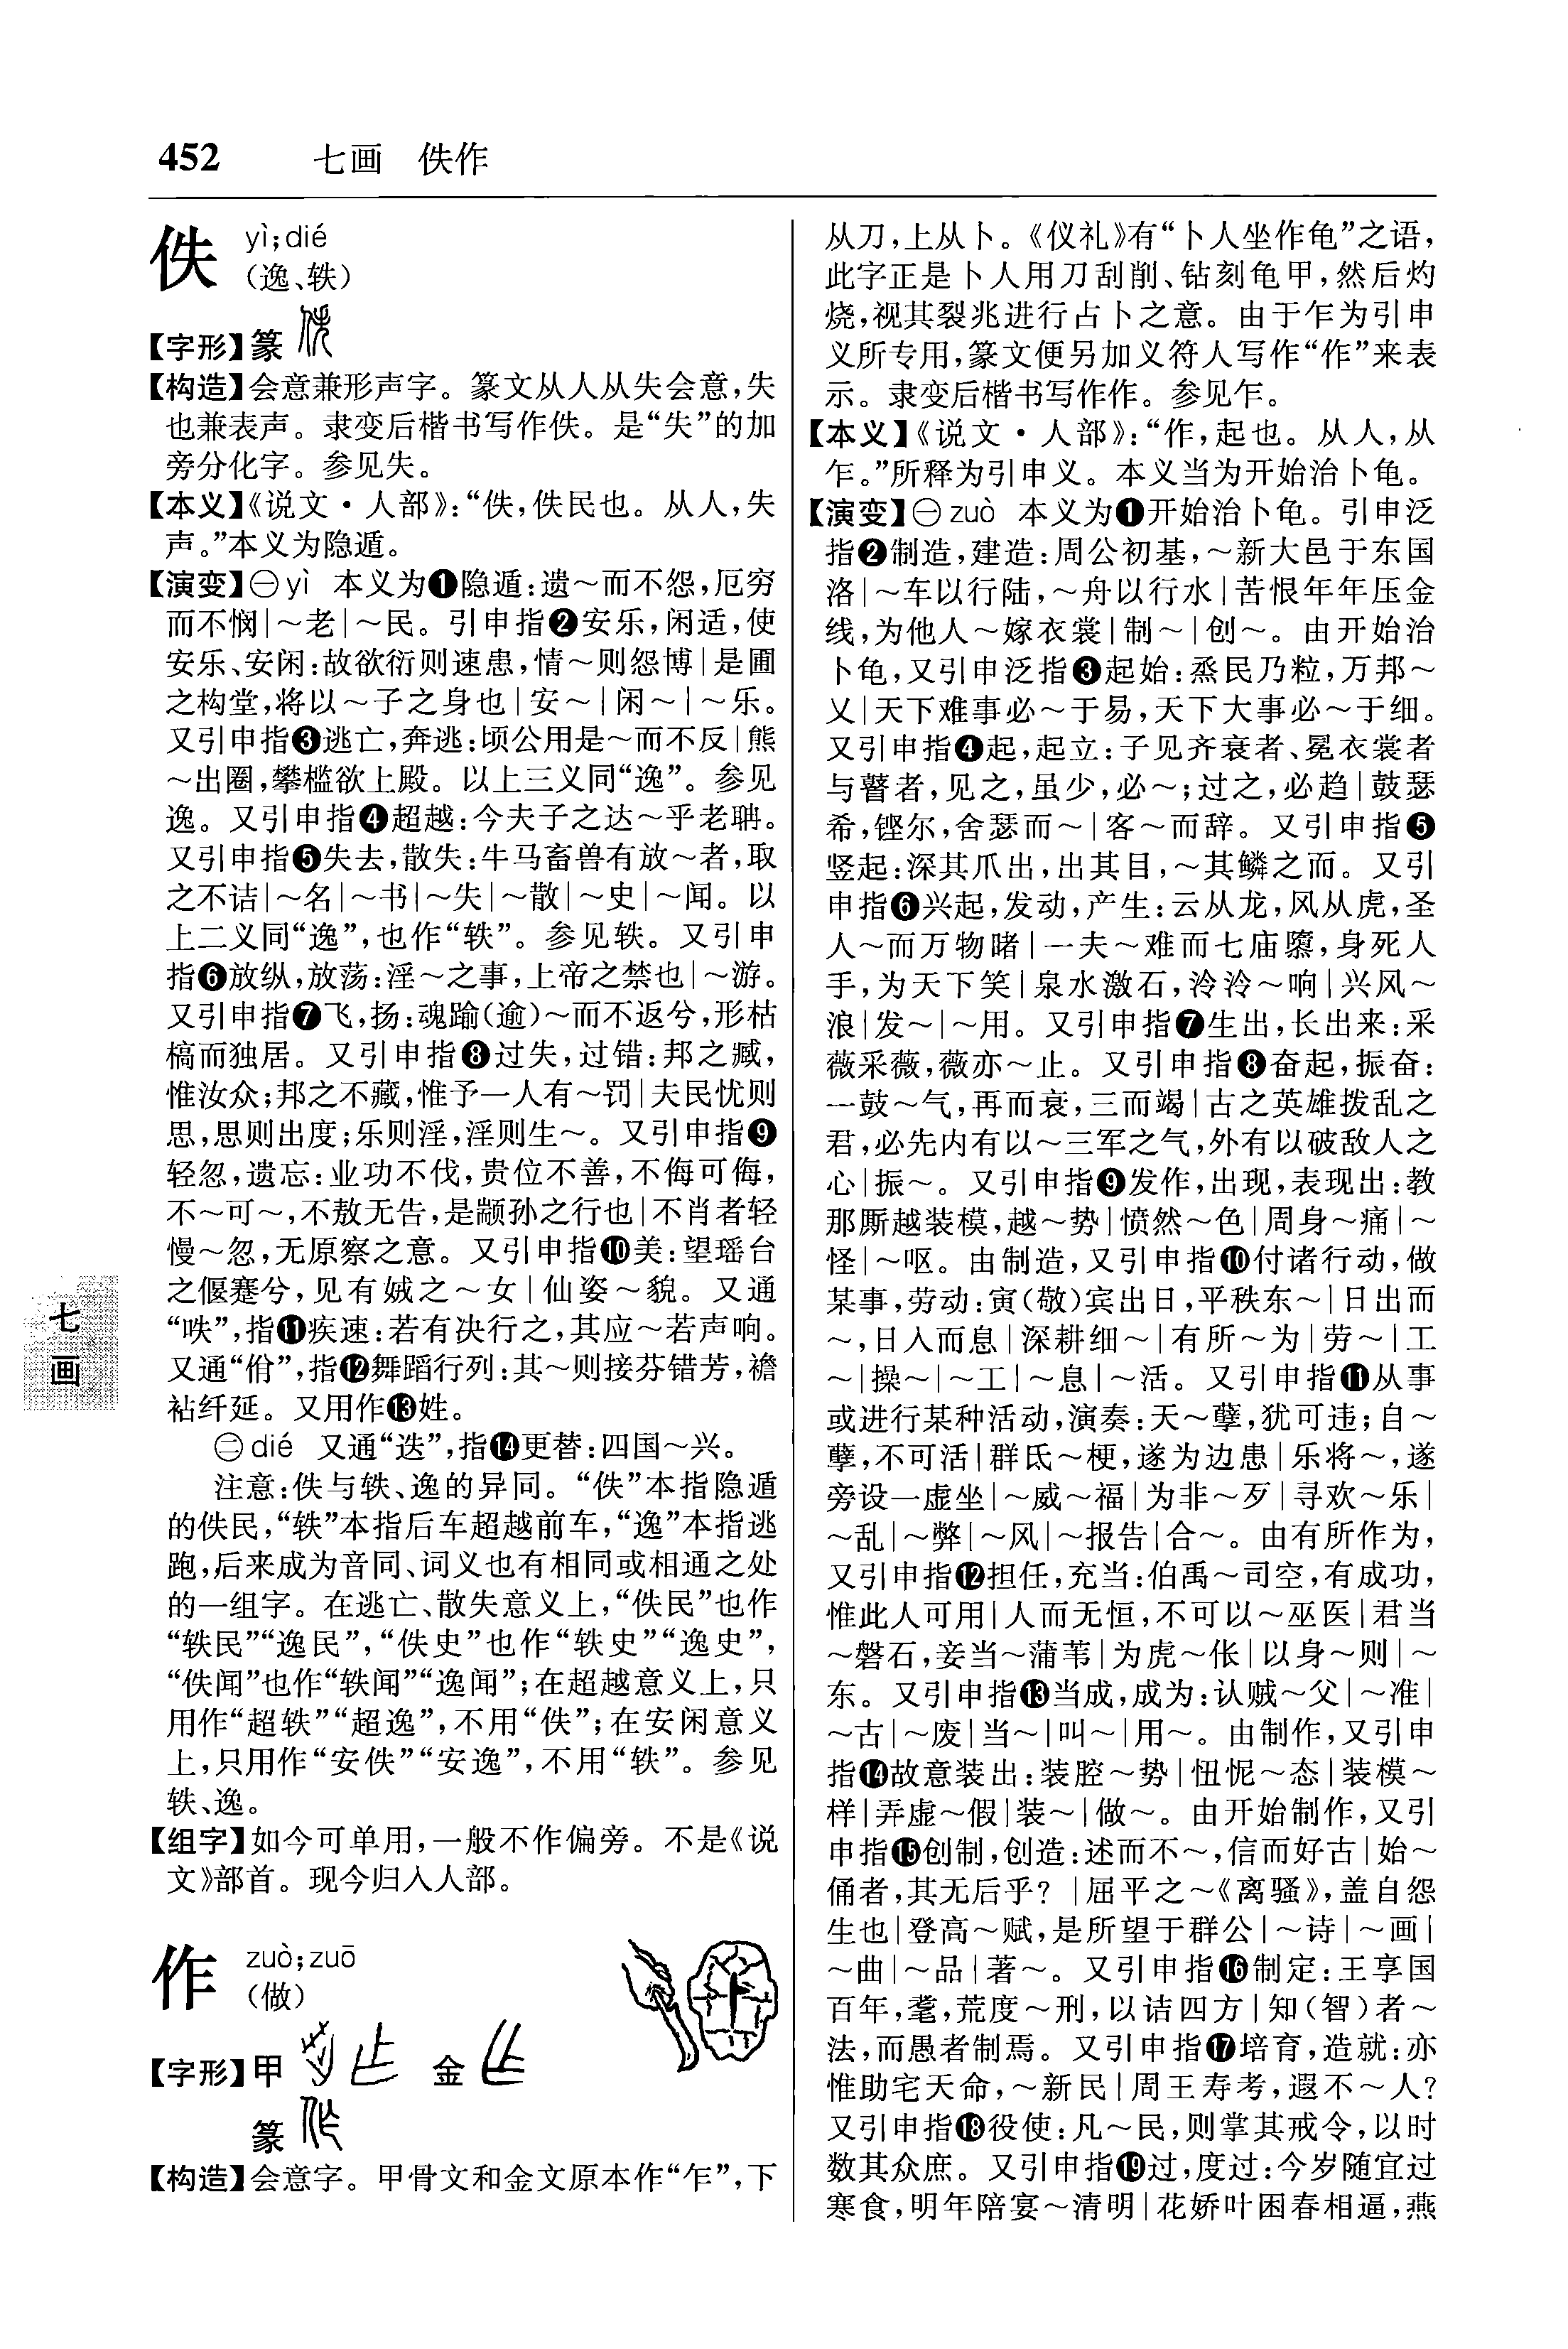 452 七画 佚作
佚 yì;dié
(逸、轶)
【字形】篆
【构造】会意兼形声字。篆文从人从失会意,失
也兼表声。隶变后楷书写作佚。是“失”的加
旁分化字。参见失。
【本义】《说文·人部》:“佚,佚民也。从人,失
声。”本义为隐遁。
【演变】㊀yì 本义为❶隐遁:遗～而不怨,厄穷
而不悯|～老|～民。引申指❷安乐,闲适,使
安乐、安闲:故欲衍则速患,情～则怨博|是圃
之构堂,将以～子之身也|安～|闲～|～乐。
又引申指❸逃亡,奔逃:顷公用是～而不反|熊
～出圈,攀槛欲上殿。以上三义同“逸”。参见
逸。又引申指❹超越:今夫子之达～乎老聃。
又引申指❺失去,散失:牛马畜兽有放～者,取
之不诘|～名|～书|～失|～散|～史|～闻。以
上二义同“逸”,也作“轶”。参见轶。又引申
指❻放纵,放荡:淫～之事,上帝之禁也|～游。
又引申指❼飞,扬:魂踰(逾)～而不返兮,形枯
槁而独居。又引申指❽过失,过错:邦之臧,
惟汝众;邦之不藏,惟予一人有～罚|夫民忧则
思,思则出度;乐则淫,淫则生～。又引申指❾
轻忽,遗忘:业功不伐,贵位不善,不侮可侮,
不～可～,不敖无告,是颛孙之行也|不肖者轻
慢～忽,无原察之意。又引申指❿美:望瑶台
之偃蹇兮,见有娀之～女|仙姿～貌。又通
“咉”,指⓫疾速:若有决行之,其应～若声响。
又通“佾”,指⓬舞蹈行列:其～则接芬错芳,襜
袩纤延。又用作⓭姓。
㊁dié 又通“迭”,指⓮更替:四国～兴。
注意:佚与轶、逸的异同。“佚”本指隐遁
的佚民,“轶”本指后车超越前车,“逸”本指逃
跑,后来成为音同、词义也有相同或相通之处
的一组字。在逃亡、散失意义上,“佚民”也作
“轶民”“逸民”,“佚史”也作“轶史”“逸史”,
“佚闻”也作“轶闻”“逸闻”;在超越意义上,只
用作“超轶”“超逸”,不用“佚”;在安闲意义
上,只用作“安佚”“安逸”,不用“轶”。参见
轶、逸。
【组字】如今可单用,一般不作偏旁。不是《说
文》部首。现今归入人部。
作 zuò;zuō
(做)
【字形】甲 金
篆
【构造】会意字。甲骨文和金文原本作“乍”,下
从刀,上从卜。《仪礼》有“卜人坐作龟”之语,
此字正是卜人用刀刮削、钻刻龟甲,然后灼
烧,视其裂兆进行占卜之意。由于乍为引申
义所专用,篆文便另加义符人写作“作”来表
示。隶变后楷书写作作。参见乍。
【本义】《说文·人部》:“作,起也。从人,从
乍。”所释为引申义。本义当为开始治卜龟。
【演变】㊀zuò 本义为❶开始治卜龟。引申泛
指❷制造,建造:周公初基,～新大邑于东国
洛|～车以行陆,～舟以行水|苦恨年年压金
线,为他人～嫁衣裳|制～|创～。由开始治
卜龟,又引申泛指❸起始:烝民乃粒,万邦～
乂|天下难事必～于易,天下大事必～于细。
又引申指❹起,起立:子见齐衰者、冕衣裳者
与瞽者,见之,虽少,必～;过之,必趋|鼓瑟
希,铿尔,舍瑟而～|客～而辞。又引申指❺
竖起:深其爪出,出其目,～其鳞之而。又引
申指❻兴起,发动,产生:云从龙,风从虎,圣
人～而万物睹|一夫～难而七庙隳,身死人
手,为天下笑|泉水激石,泠泠～响|兴风～
浪|发～|～用。又引申指❼生出,长出来:采
薇采薇,薇亦～止。又引申指❽奋起,振奋:
一鼓～气,再而衰,三而竭|古之英雄拨乱之
君,必先内有以～三军之气,外有以破敌人之
心|振～。又引申指❾发作,出现,表现出:教
那厮越装模,越～势|愤然～色|周身～痛|～
怪|～呕。由制造,又引申指❿付诸行动,做
某事,劳动:寅(敬)宾出日,平秩东～|日出而
～,日入而息|深耕细～|有所～为|劳～|工
～|操～|～工|～息|～活。又引申指⓫从事
或进行某种活动,演奏:天～孽,犹可违;自～
孽,不可活|群氐～梗,遂为边患|乐将～,遂
旁设一虚坐|～威～福|为非～歹|寻欢～乐|
～乱|～弊|～风|～报告|合～。由有所作为,
又引申指⓬担任,充当:伯禹～司空,有成功,
惟此人可用|人而无恒,不可以～巫医|君当
～磐石,妾当～蒲苇|为虎～伥|以身～则|～
东。又引申指⓭当成,成为:认贼～父|～准|
～古|～废|当～|叫～|用～。由制作,又引申
指⓮故意装出:装腔～势|忸怩～态|装模～
样|弄虚～假|装～|做～。由开始制作,又引
申指⓯创制,创造:述而不～,信而好古|始～
俑者,其无后乎?|屈平之～《离骚》,盖自怨
生也|登高～赋,是所望于群公|～诗|～画|
～曲|～品|著～。又引申指⓰制定:王享国
百年,耄,荒度～刑,以诘四方|知(智)者～
法,而愚者制焉。又引申指⓱培育,造就:亦
惟助宅天命,～新民|周王寿考,遐不～人?
又引申指⓲役使:凡～民,则掌其戒令,以时
数其众庶。又引申指⓳过,度过:今岁随宜过
寒食,明年陪宴～清明|花娇叶困春相逼,燕
七
画